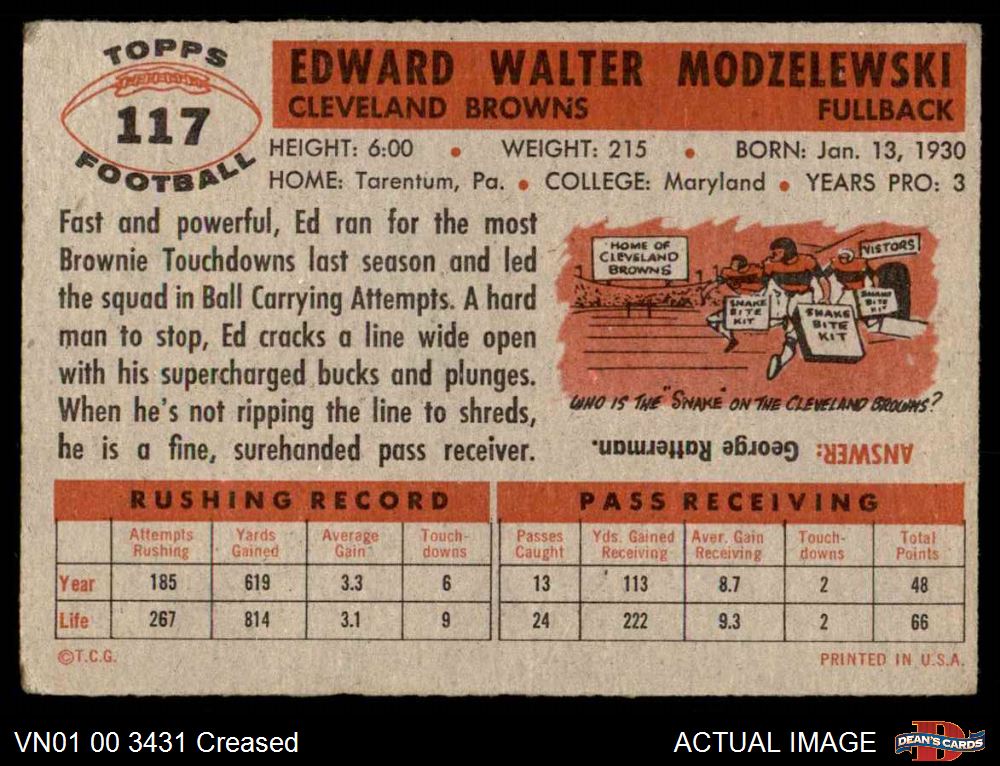 TOPPS
117
FOOTBALL
EDWARD WALTER MODZELEWSKI
CLEVELAND BROWNS FULLBACK
HEIGHT: 6:00 • WEIGHT: 215 • BORN: Jan. 13, 1930
HOME: Tarentum, Pa. • COLLEGE: Maryland • YEARS PRO: 3
Fast and powerful, Ed ran for the most
Brownie Touchdowns last season and led
the squad in Ball Carrying Attempts. A hard
man to stop, Ed cracks a line wide open
with his supercharged bucks and plunges.
When he's not ripping the line to shreds,
he is a fine, surehanded pass receiver.
HOME OF
CLEVELAND
BROWNS
VISTORS
SNAKE
BITE
KIT
SNAKE
BITE
KIT
SNAKE
BITE
KIT
WHO IS THE "SNAKE" ON THE CLEVELAND BROWNS?
ANSWER: George Ratterman.
RUSHING RECORD PASS RECEIVING
Attempts Rushing Yards Gained Average Gain Touch-downs Passes Caught Yds. Gained Receiving Aver. Gain Receiving Touch-downs Total Points
Year 185 619 3.3 6 13 113 8.7 2 48
Life 267 814 3.1 9 24 222 9.3 2 66
©T.C.G. PRINTED IN U.S.A.
VN01 00 3431 Creased ACTUAL IMAGE DEAN'S CARDS